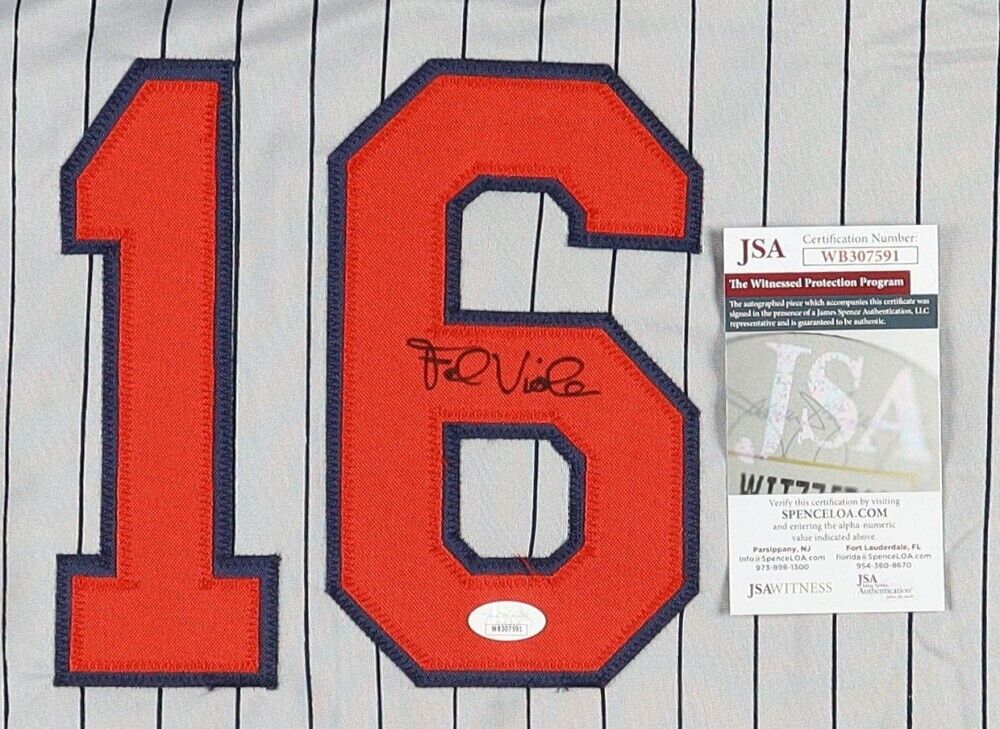 16
Frank Viola
WB307591
JSA
Certification Number:
WB307591
The Witnessed Protection Program
The autographed piece which accompanies this certificate was
signed in the presence of a James Spence Authentication, LLC
representative and is guaranteed to be authentic.
JSA
Verify this certification by visiting
SPENCELOA.COM
and entering the alpha-numeric
value indicated above.
Parsippany, NJ
info@SpenceLOA.com
973-898-1300
Fort Lauderdale, FL
florida@SpenceLOA.com
954-380-8670
JSAWITNESS
JSA
Authentication